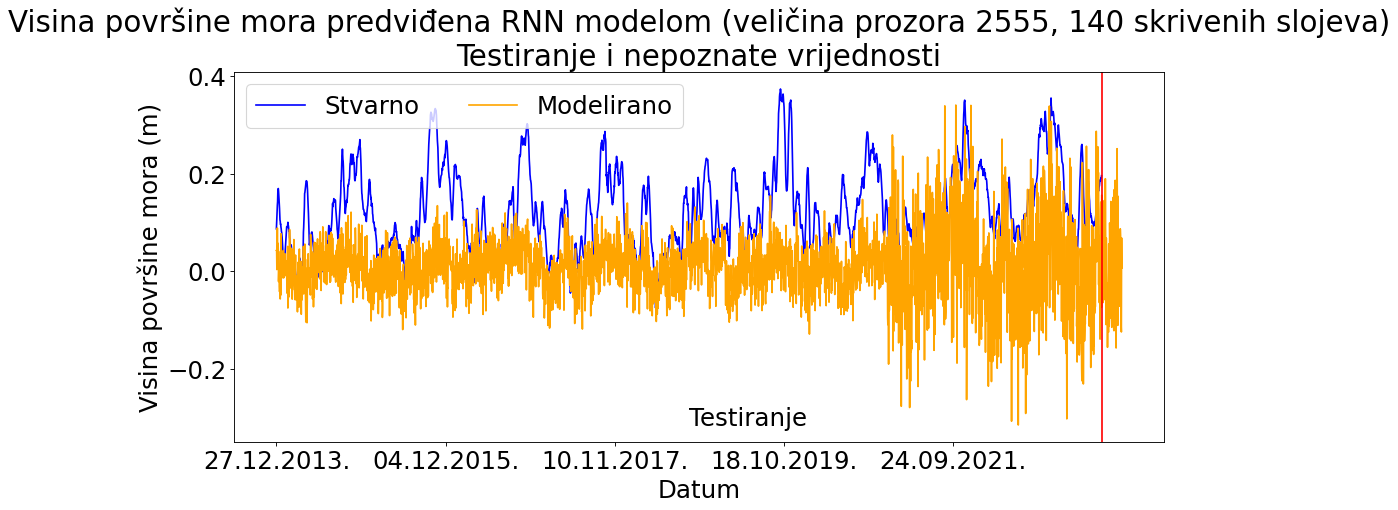 Visina površine mora predviđena RNN modelom (veličina prozora 2555, 140 skrivenih slojeva)
Testiranje i nepoznate vrijednosti
Stvarno
Modelirano
Visina površine mora (m)
0.4
0.2
0.0
−0.2
Testiranje
27.12.2013.
04.12.2015.
10.11.2017.
18.10.2019.
24.09.2021.
Datum